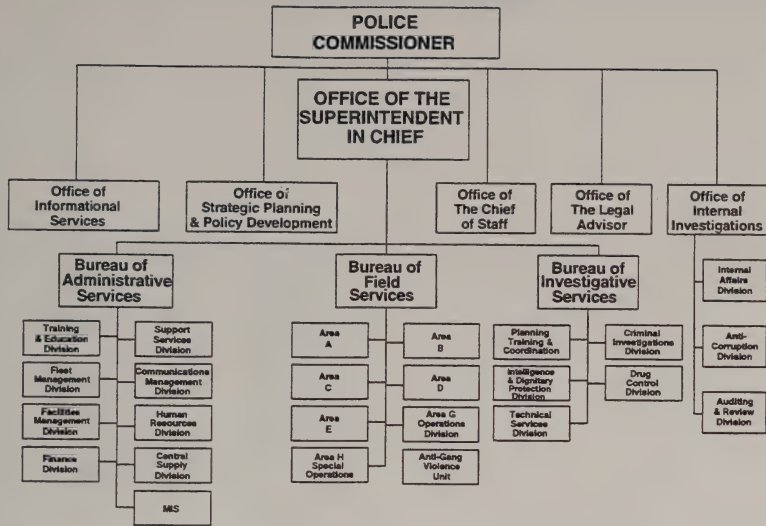 POLICE
COMMISSIONER
OFFICE OF THE
SUPERINTENDENT
IN CHIEF
Office of
Informational
Services
Office of
Strategic Planning
& Policy Development
Office of
The Chief
of Staff
Office of
The Legal
Advisor
Office of
Internal
Investigations
Bureau of
Administrative
Services
Bureau of
Field
Services
Bureau of
Investigative
Services
Internal
Affairs
Division
Anti-
Corruption
Division
Auditing
& Review
Division
Training
& Education
Division
Support
Services
Division
Fleet
Management
Division
Communications
Management
Division
Facilities
Management
Division
Human
Resources
Division
Finance
Division
Central
Supply
Division
MIS
Area
A
Area
B
Area
C
Area
D
Area
E
Area G
Operations
Division
Area H
Special
Operations
Anti-Gang
Violence
Unit
Planning
Training &
Coordination
Criminal
Investigations
Division
Intelligence
& Dignitary
Protection
Division
Drug
Control
Division
Technical
Services
Division